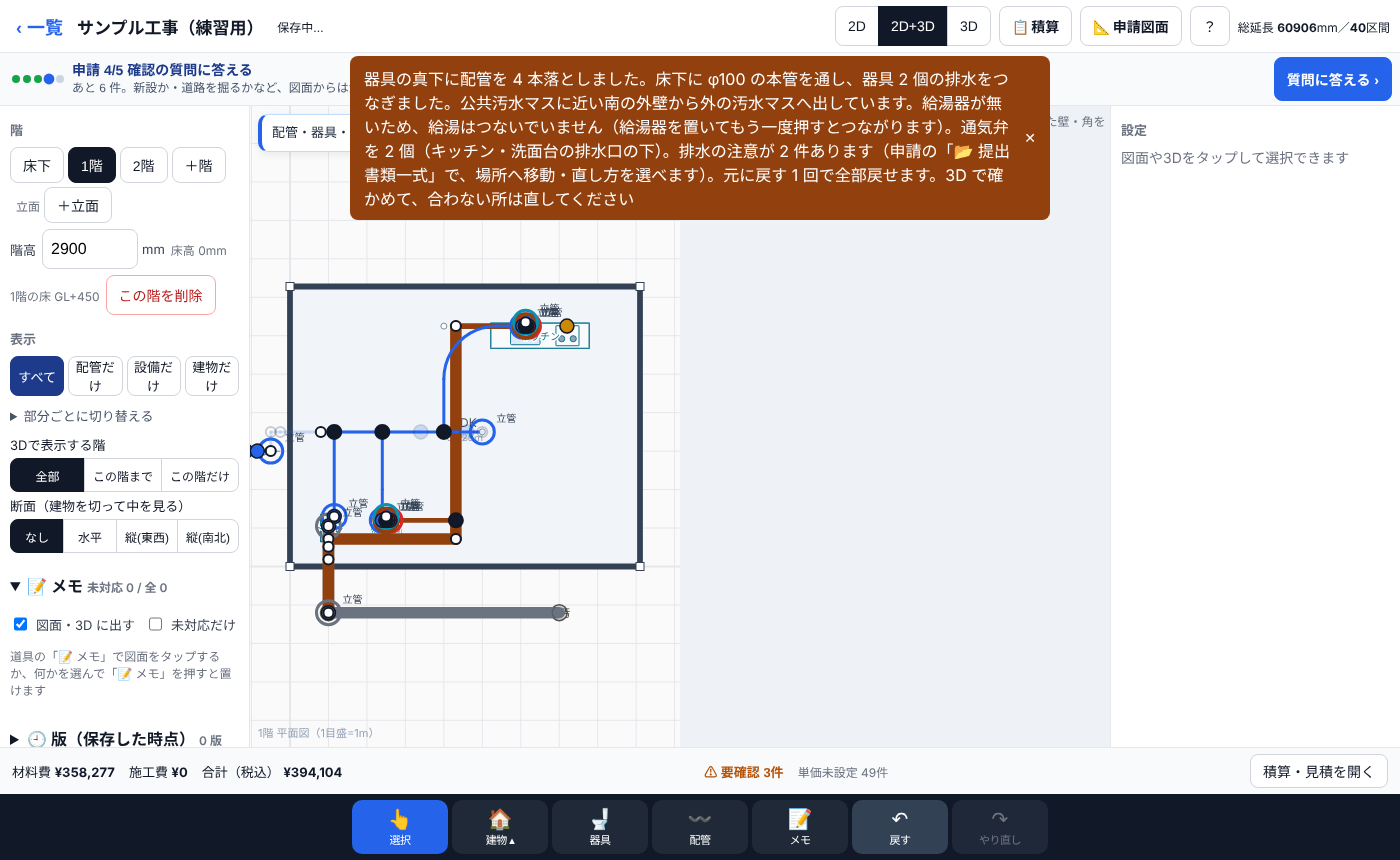 ‹ 一覧 サンプル工事（練習用） 保存中…
2D 2D+3D 3D 📋 積算 📐 申請図面 ? 総延長 60906mm／40区間
申請 4/5 確認の質問に答える
あと 6 件。新設か・道路を掘るかなど、図面からは
質問に答える ›
器具の真下に配管を 4 本落としました。床下に φ100 の本管を通し、器具 2 個の排水をつ
なぎました。公共汚水マスに近い南の外壁から外の汚水マスへ出しています。給湯器が無
いため、給湯はつないでいません（給湯器を置いてもう一度押すとつながります）。通気弁
を 2 個（キッチン・洗面台の排水口の下）。排水の注意が 2 件あります（申請の「📂 提出
書類一式」で、場所へ移動・直し方を選べます）。元に戻す 1 回で全部戻せます。3D で確
かめて、合わない所は直してください
×
配管・器具・
た壁・角を
階
床下 1階 2階 ＋階
立面 ＋立面
階高 2900 mm 床高 0mm
1階の床 GL+450 この階を削除
表示
すべて 配管だけ 設備だけ 建物だけ
▶ 部分ごとに切り替える
3Dで表示する階
全部 この階まで この階だけ
断面（建物を切って中を見る）
なし 水平 縦(東西) 縦(南北)
▼ 📝 メモ 未対応 0 / 全 0
図面・3D に出す 未対応だけ
道具の「📝 メモ」で図面をタップする
か、何かを選んで「📝 メモ」を押すと置
けます
▶ 🕘 版（保存した時点） 0 版
立管
立管
立管
立管
立管
立管
立管
1階 平面図（1目盛=1m）
設定
図面や3Dをタップして選択できます
材料費 ¥358,277 施工費 ¥0 合計（税込） ¥394,104
⚠ 要確認 3件 単価未設定 49件
積算・見積を開く
選択 建物▲ 器具 配管 メモ 戻す やり直し